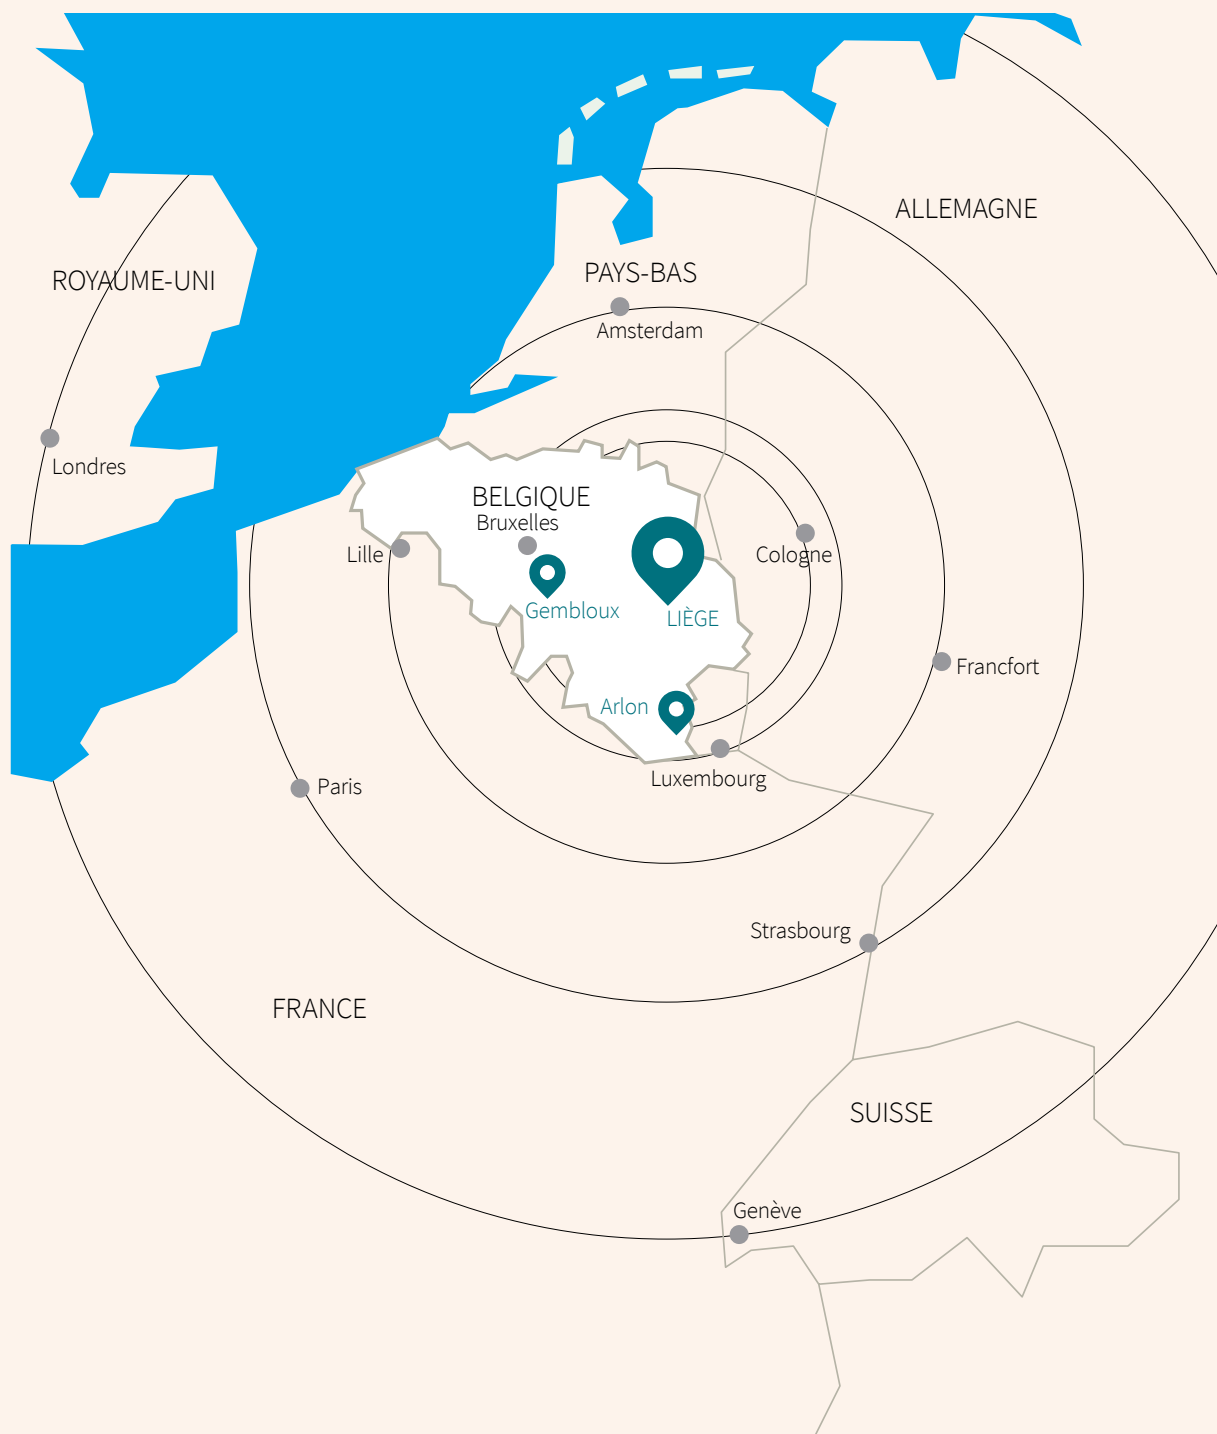 ALLEMAGNE
ROYAUME-UNI
PAYS-BAS
Amsterdam
Londres
BELGIQUE
Bruxelles
Lille
Cologne
Gembloux
LIÈGE
Francfort
Arlon
Luxembourg
Paris
Strasbourg
FRANCE
SUISSE
Genève